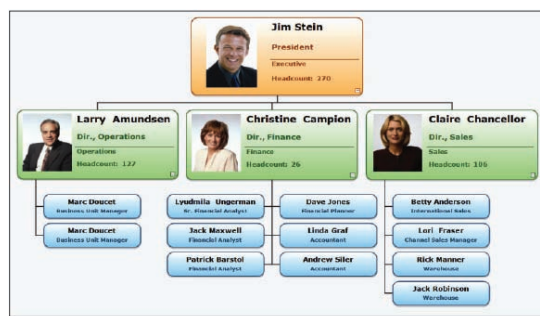 Jim Stein
President
Executive
Headcount: 270
Larry Amundsen
Dir., Operations
Operations
Headcount: 137
Christine Campion
Dir., Finance
Finance
Headcount: 26
Claire Chancellor
Dir., Sales
Sales
Headcount: 106
Marc Doucet
Business Unit Manager
Marc Doucet
Business Unit Manager
Lyudmila Ungerman
Sr. Financial Analyst
Jack Maxwell
Financial Analyst
Patrick Barstol
Financial Analyst
Dave Jones
Financial Planner
Linda Graf
Accountant
Andrew Siler
Accountant
Betty Anderson
International Sales
Lori Fraser
Channel Sales Manager
Rick Manner
Warehouse
Jack Robinson
Warehouse